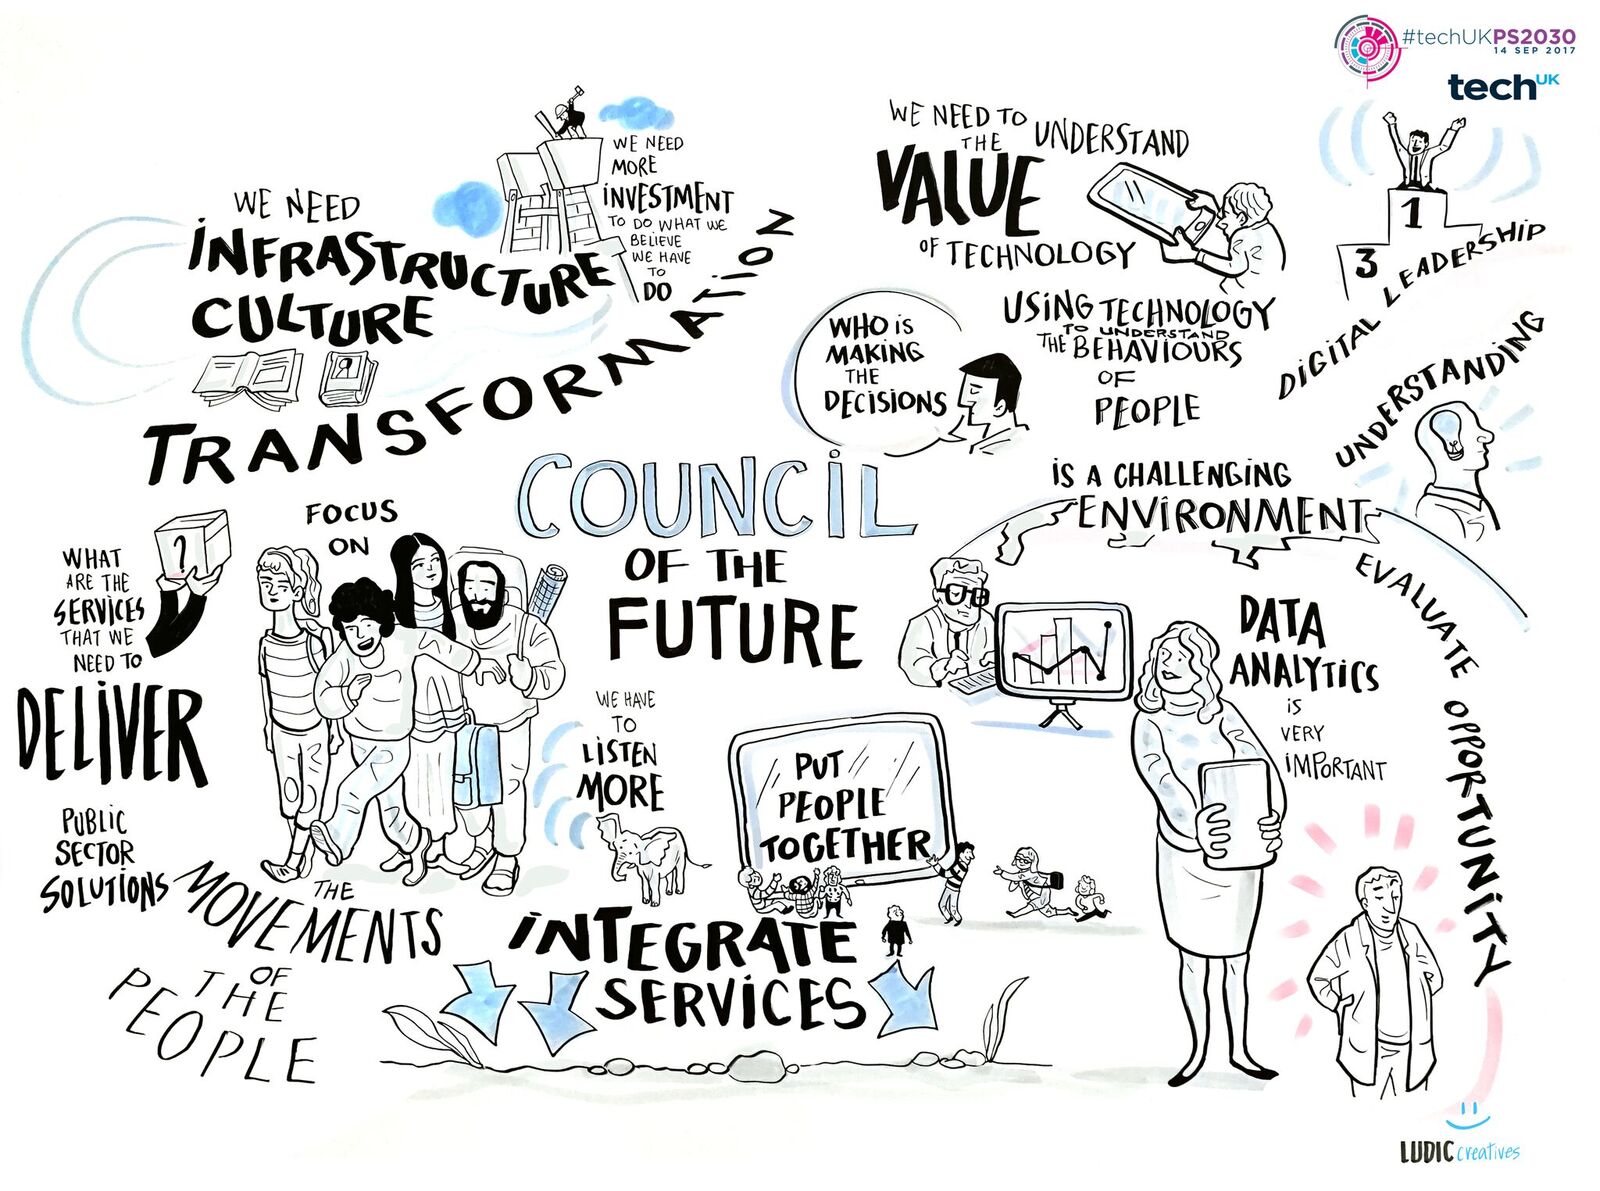 #techUKPS2030
14 SEP 2017
techUK
WE NEED
INFRASTRUCTURE
CULTURE
WE NEED
MORE
INVESTMENT
TO DO WHAT WE
BELIEVE
WE HAVE
TO
DO
TRANSFORMATION
WE NEED TO
UNDERSTAND
THE
VALUE
OF TECHNOLOGY
1
3
DIGITAL LEADERSHIP
WHO IS
MAKING
THE
DECISIONS
USING TECHNOLOGY
TO UNDERSTAND
THE BEHAVIOURS
OF
PEOPLE
IS A CHALLENGING
ENVIRONMENT
UNDERSTANDING
COUNCIL
OF THE
FUTURE
FOCUS
ON
?
WHAT
ARE THE
SERVICES
THAT WE
NEED TO
DELIVER
PUBLIC
SECTOR
SOLUTIONS
THE
MOVEMENTS
OF
THE
PEOPLE
WE HAVE
TO
LISTEN
MORE
PUT
PEOPLE
TOGETHER
INTEGRATE
SERVICES
DATA
ANALYTICS
IS
VERY
IMPORTANT
EVALUATE OPPORTUNITY
LUDIC creatives